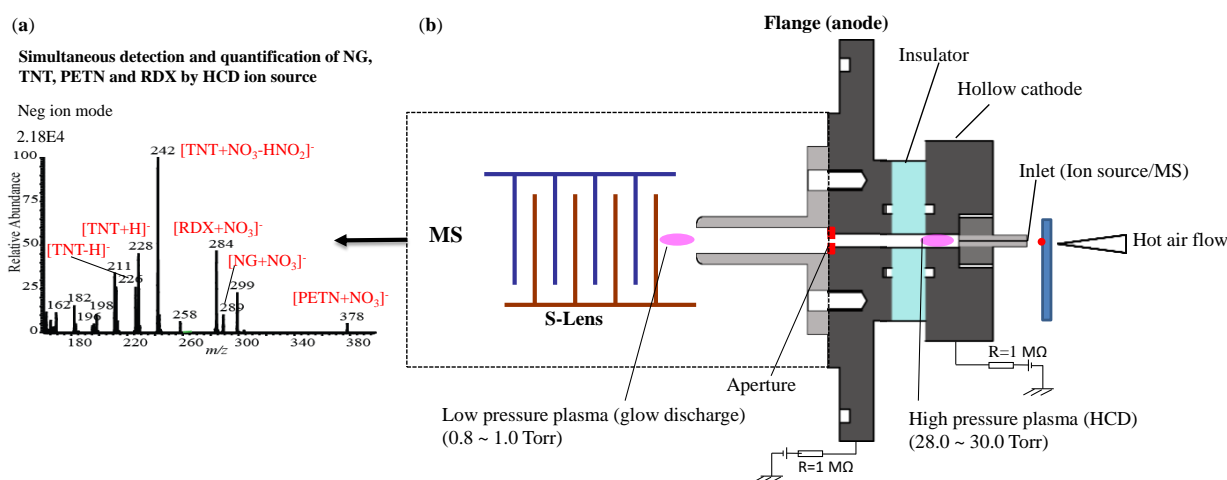 (a)
Simultaneous detection and quantification of NG,
TNT, PETN and RDX by HCD ion source
Neg ion mode
2.18E4
Relative Abundance
100
75
50
25
0
242
[TNT+NO₃-HNO₂]⁻
[TNT+H]⁻
228
[RDX+NO₃]⁻
284
[TNT-H]⁻
211
226
[NG+NO₃]⁻
299
[PETN+NO₃]⁻
162
182
196
198
258
289
378
180
220
260
300
340
380
m/z
(b)
Flange (anode)
Insulator
Hollow cathode
Inlet (Ion source/MS)
Hot air flow
MS
S-Lens
Aperture
R=1 MΩ
Low pressure plasma (glow discharge)
(0.8 ~ 1.0 Torr)
High pressure plasma (HCD)
(28.0 ~ 30.0 Torr)
R=1 MΩ